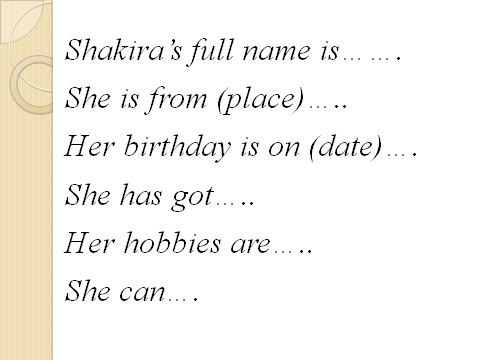 Shakira’s full name is… ….
She is from (place)…..
Her birthday is on (date)….
She has got…..
Her hobbies are…..
She can….